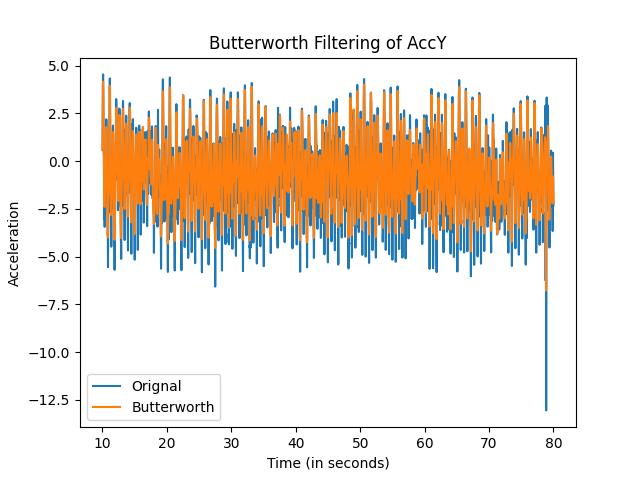 Butterworth Filtering of AccY
5.0
2.5
0.0
−2.5
−5.0
−7.5
−10.0
−12.5
Acceleration
Orignal
Butterworth
10 20 30 40 50 60 70 80
Time (in seconds)